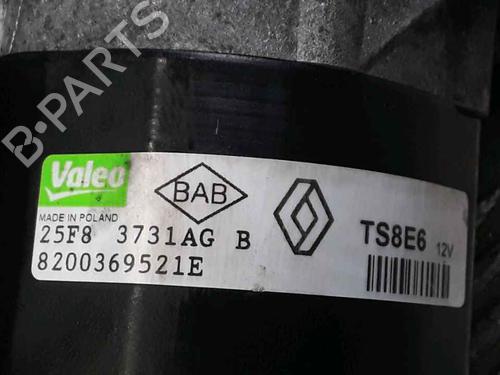 B-PARTS
Valeo
MADE IN POLAND
BAB
25F8 3731AG B
8200369521E
TS8E6 12V